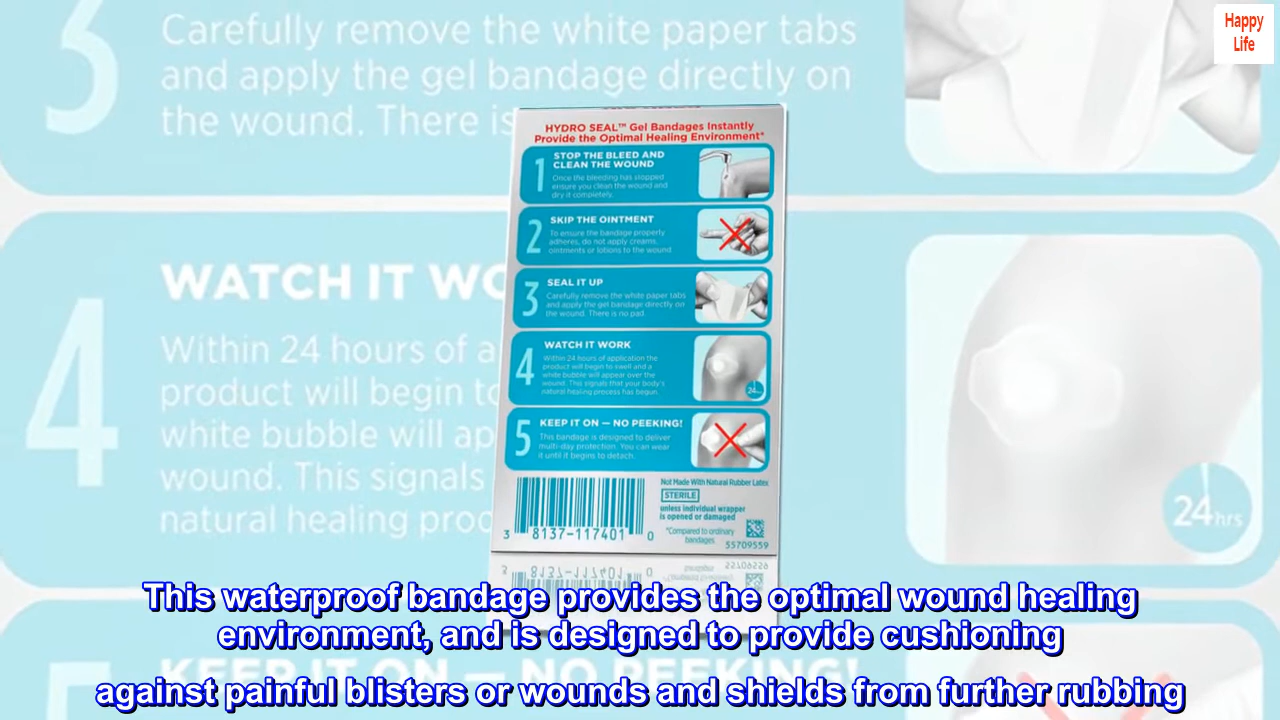 Happy
Life
3
Carefully remove the white paper tabs
and apply the gel bandage directly on
the wound. There is
4
WATCH IT WO
Within 24 hours of a
product will begin to
white bubble will ap
wound. This signals
natural healing proc
24 hrs
5
KEEP IT ON — NO PEEKING!
HYDRO SEAL™ Gel Bandages Instantly
Provide the Optimal Healing Environment*
1
STOP THE BLEED AND
CLEAN THE WOUND
Once the bleeding has stopped
ensure you clean the wound and
dry it completely.
2
SKIP THE OINTMENT
To ensure the bandage properly
adheres, do not apply creams,
ointments or lotions to the wound
3
SEAL IT UP
Carefully remove the white paper tabs
and apply the gel bandage directly on
the wound. There is no pad.
4
WATCH IT WORK
Within 24 hours of application the
product will begin to swell and a
white bubble will appear over the
wound. This signals that your body's
natural healing process has begun.
24
5
KEEP IT ON — NO PEEKING!
This bandage is designed to deliver
multi-day protection. You can wear
it until it begins to detach.
Not Made With Natural Rubber Latex
STERILE
unless individual wrapper
is opened or damaged
*Compared to ordinary
bandages
55709559
3 8137-117401 0
This waterproof bandage provides the optimal wound healing
environment, and is designed to provide cushioning
against painful blisters or wounds and shields from further rubbing